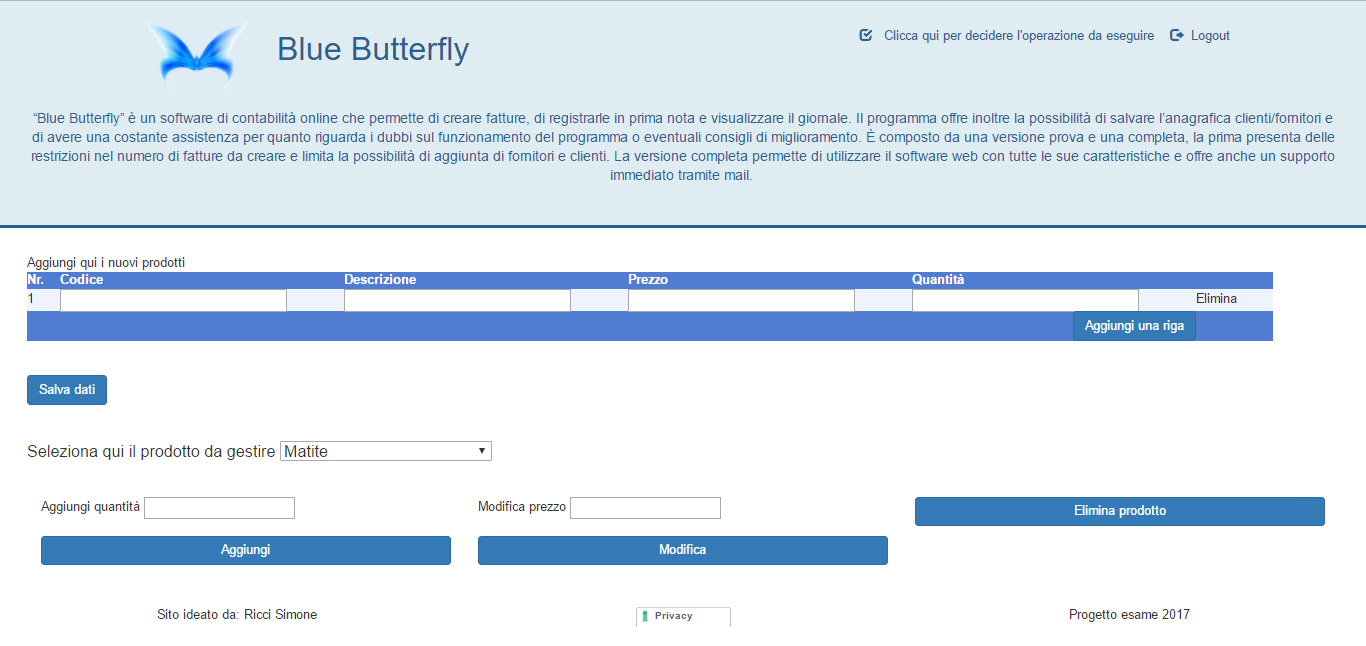 Blue Butterfly
Clicca qui per decidere l'operazione da eseguire Logout
“Blue Butterfly” è un software di contabilità online che permette di creare fatture, di registrarle in prima nota e visualizzare il giornale. Il programma offre inoltre la possibilità di salvare l'anagrafica clienti/fornitori e
di avere una costante assistenza per quanto riguarda i dubbi sul funzionamento del programma o eventuali consigli di miglioramento. È composto da una versione prova e una completa, la prima presenta delle
restrizioni nel numero di fatture da creare e limita la possibilità di aggiunta di fornitori e clienti. La versione completa permette di utilizzare il software web con tutte le sue caratteristiche e offre anche un supporto
immediato tramite mail.
Aggiungi qui i nuovi prodotti
Nr. Codice Descrizione Prezzo Quantità
1 Elimina
Aggiungi una riga
Salva dati
Seleziona qui il prodotto da gestire Matite
Aggiungi quantità Modifica prezzo Elimina prodotto
Aggiungi Modifica
Sito ideato da: Ricci Simone Privacy Progetto esame 2017